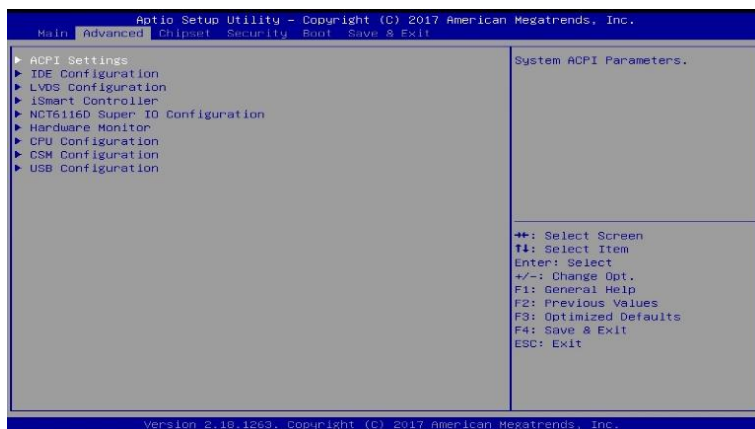 Aptio Setup Utility – Copyright (C) 2017 American Megatrends, Inc.
Main Advanced Chipset Security Boot Save & Exit
► ACPI Settings
► IDE Configuration
► LVDS Configuration
► iSmart Controller
► NCT6116D Super IO Configuration
► Hardware Monitor
► CPU Configuration
► CSM Configuration
► USB Configuration
System ACPI Parameters.
→←: Select Screen
↑↓: Select Item
Enter: Select
+/-: Change Opt.
F1: General Help
F2: Previous Values
F3: Optimized Defaults
F4: Save & Exit
ESC: Exit
Version 2.18.1263. Copyright (C) 2017 American Megatrends, Inc.